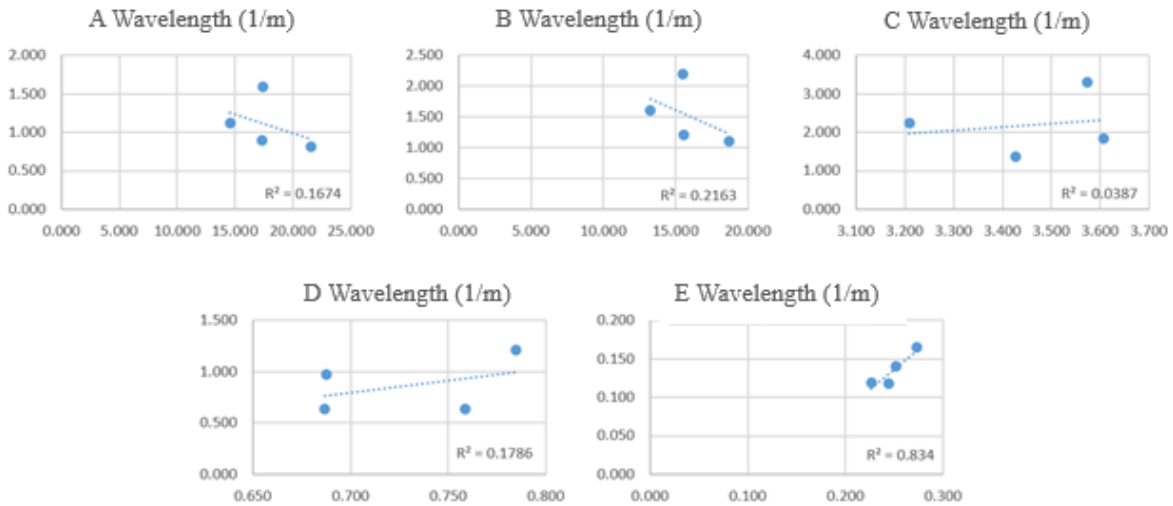 A Wavelength (1/m)
2.000
1.500
1.000
0.500
0.000
R² = 0.1674
0.000 5.000 10.000 15.000 20.000 25.000
B Wavelength (1/m)
2.500
2.000
1.500
1.000
0.500
0.000
R² = 0.2163
0.000 5.000 10.000 15.000 20.000
C Wavelength (1/m)
4.000
3.000
2.000
1.000
0.000
R² = 0.0387
3.100 3.200 3.300 3.400 3.500 3.600 3.700
D Wavelength (1/m)
1.500
1.000
0.500
0.000
R² = 0.1786
0.650 0.700 0.750 0.800
E Wavelength (1/m)
0.200
0.150
0.100
0.050
0.000
R² = 0.834
0.000 0.100 0.200 0.300